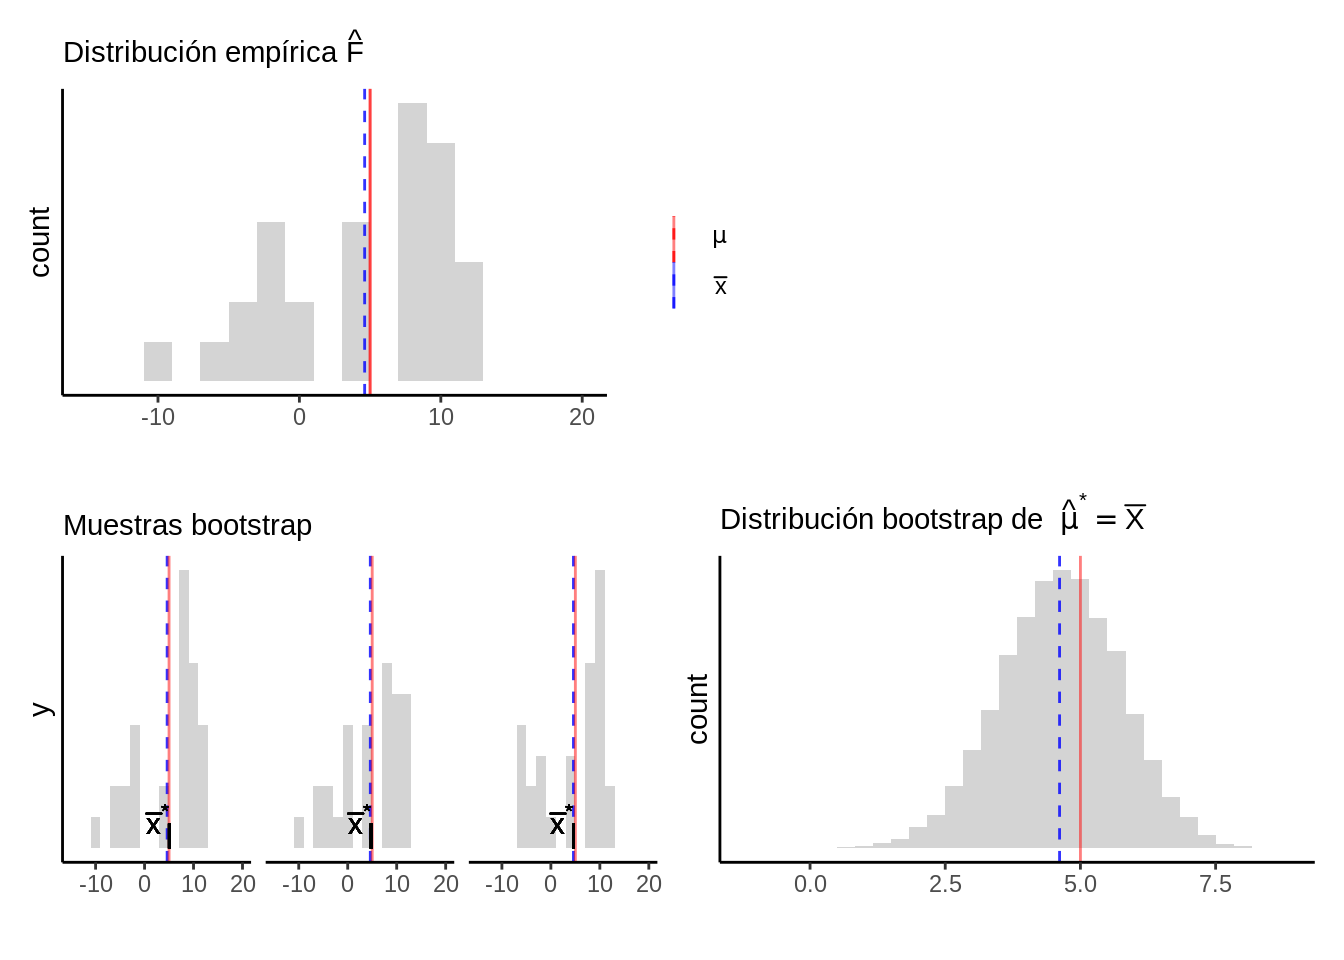 Distribución empírica F̂
count
-10 0 10 20
μ
x̅
Muestras bootstrap
y
x̅* x̅* x̅*
-10 0 10 20 -10 0 10 20 -10 0 10 20
Distribución bootstrap de μ̂* = X̅
count
0.0 2.5 5.0 7.5